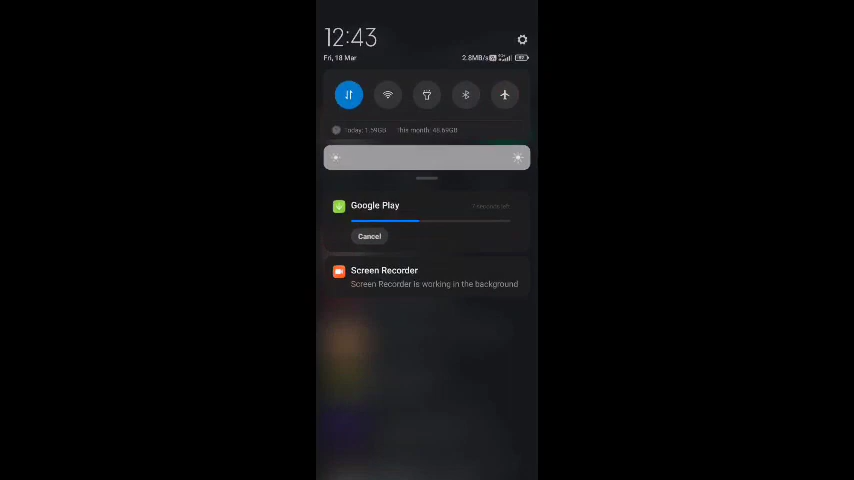 12:43
Fri, 18 Mar
2.8MB/s
Today: 1.59GB This month: 48.69GB
Google Play
Cancel
Screen Recorder
Screen Recorder is working in the background